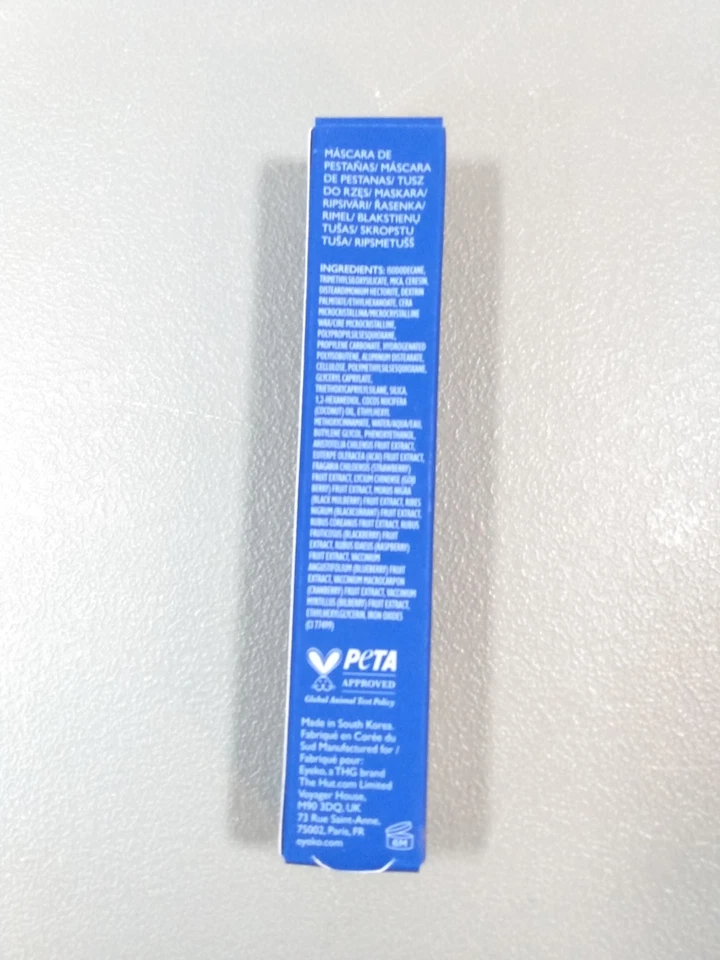 MÁSCARA DE
PESTAÑAS/ MÁSCARA
DE PESTANAS/ TUSZ
DO RZĘS/ MASKARA/
RIPSIVÄRI/ ŘASENKA/
RIMEL/ BLAKSTIENŲ
TUŠAS/ SKROPSTU
TUŠA/ RIPSMETUŠŠ
INGREDIENTS: ISODODECANE,
TRIMETHYLSILOXYSILICATE, MICA, CERESIN,
DISTEARDIMONIUM HECTORITE, DEXTRIN
PALMITATE/ETHYLHEXANOATE, CERA
MICROCRISTALLINA/MICROCRYSTALLINE
WAX/CIRE MICROCRISTALLINE,
POLYPROPYLSILSESQUIOXANE,
PROPYLENE CARBONATE, HYDROGENATED
POLYISOBUTENE, ALUMINUM DISTEARATE,
CELLULOSE, POLYMETHYLSILSESQUIOXANE,
GLYCERYL CAPRYLATE,
TRIETHOXYCAPRYLYLSILANE, SILICA,
1,2-HEXANEDIOL, COCOS NUCIFERA
(COCONUT) OIL, ETHYLHEXYL
METHOXYCINNAMATE, WATER/AQUA/EAU,
BUTYLENE GLYCOL, PHENOXYETHANOL,
ARISTOTELIA CHILENSIS FRUIT EXTRACT,
EUTERPE OLERACEA (ACAI) FRUIT EXTRACT,
FRAGARIA CHILOENSIS (STRAWBERRY)
FRUIT EXTRACT, LYCIUM CHINENSE (GOJI
BERRY) FRUIT EXTRACT, MORUS NIGRA
(BLACK MULBERRY) FRUIT EXTRACT, RIBES
NIGRUM (BLACKCURRANT) FRUIT EXTRACT,
RUBUS COREANUS FRUIT EXTRACT, RUBUS
FRUTICOSUS (BLACKBERRY) FRUIT
EXTRACT, RUBUS IDAEUS (RASPBERRY)
FRUIT EXTRACT, VACCINIUM
ANGUSTIFOLIUM (BLUEBERRY) FRUIT
EXTRACT, VACCINIUM MACROCARPON
(CRANBERRY) FRUIT EXTRACT, VACCINIUM
MYRTILLUS (BILBERRY) FRUIT EXTRACT,
ETHYLHEXYLGLYCERIN, IRON OXIDES
(CI 77499)
PeTA
APPROVED
Global Animal Test Policy
Made in South Korea.
Fabriqué en Corée du
Sud Manufactured for /
Fabriqué pour:
Eyeko, a THG brand
The Hut.com Limited
Voyager House,
M90 3DQ, UK
73 Rue Saint-Anne,
75002, Paris, FR
eyeko.com
6M